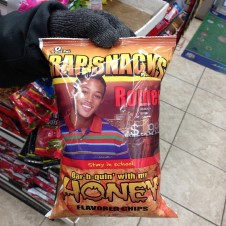 RAP SNACKS
Romeo
Stay in school
Bar-b-quin' with my
HONEY
FLAVORED CHIPS